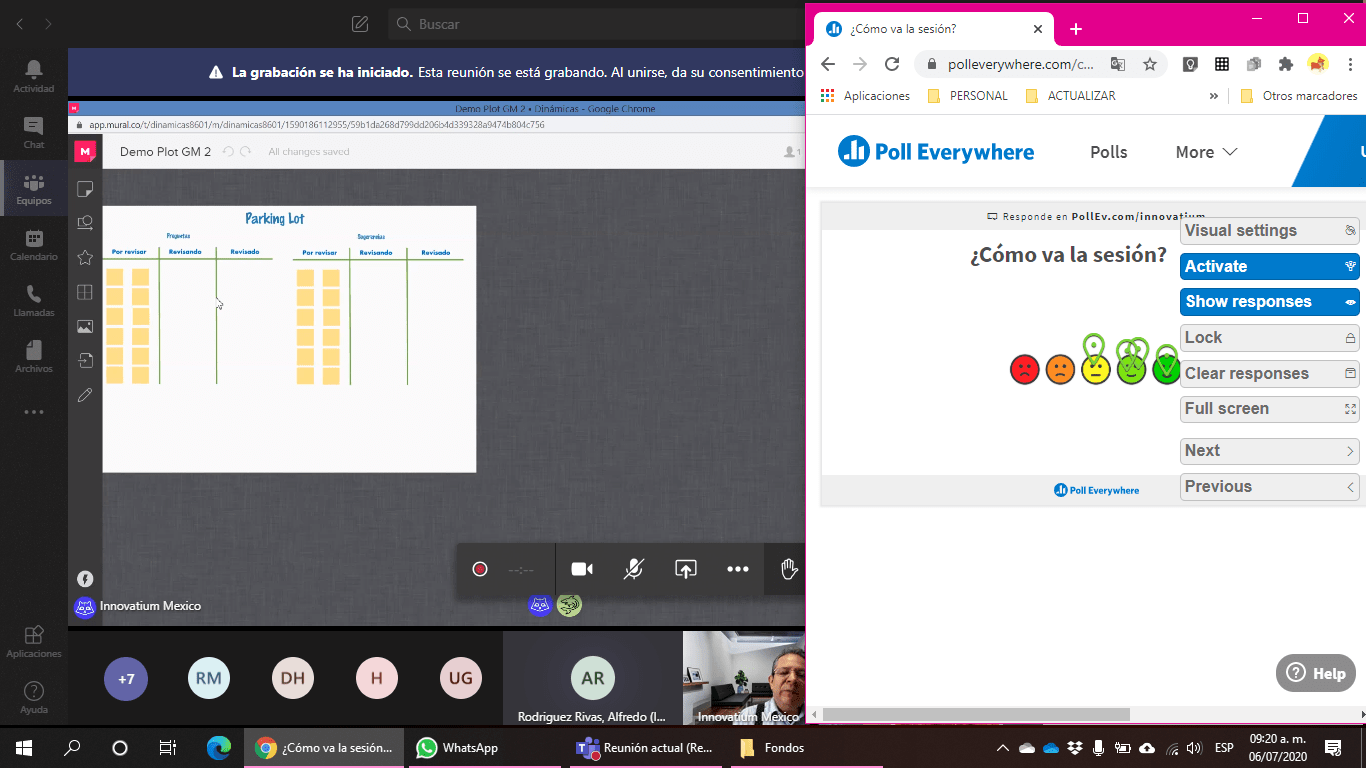 Buscar
Actividad
Chat
Equipos
Calendario
Llamadas
Archivos
Aplicaciones
Ayuda
La grabación se ha iniciado. Esta reunión se está grabando. Al unirse, da su consentimiento
Demo Plot GM 2 • Dinámicas - Google Chrome
app.mural.co/t/dinamicas8601/m/dinamicas8601/1590186112955/59b1da268d799dd206b4d339328a9474b804c756
M
Demo Plot GM 2
All changes saved
1
Parking Lot
Preguntas
Sugerencias
Por revisar Revisando Revisado
Por revisar Revisando Revisado
--:--
Innovatium Mexico
+7
RM
DH
H
UG
AR
Rodriguez Rivas, Alfredo (I...
Innovatium Mexico
¿Cómo va la sesión?
polleverywhere.com/c...
Aplicaciones
PERSONAL
ACTUALIZAR
»
Otros marcadores
Poll Everywhere
Polls
More
Responde en PollEv.com/innovatium
¿Cómo va la sesión?
Visual settings
Activate
Show responses
Lock
Clear responses
Full screen
Next
Previous
Poll Everywhere
Help
¿Cómo va la sesión...
WhatsApp
Reunión actual (Re...
Fondos
ESP
09:20 a. m.
06/07/2020